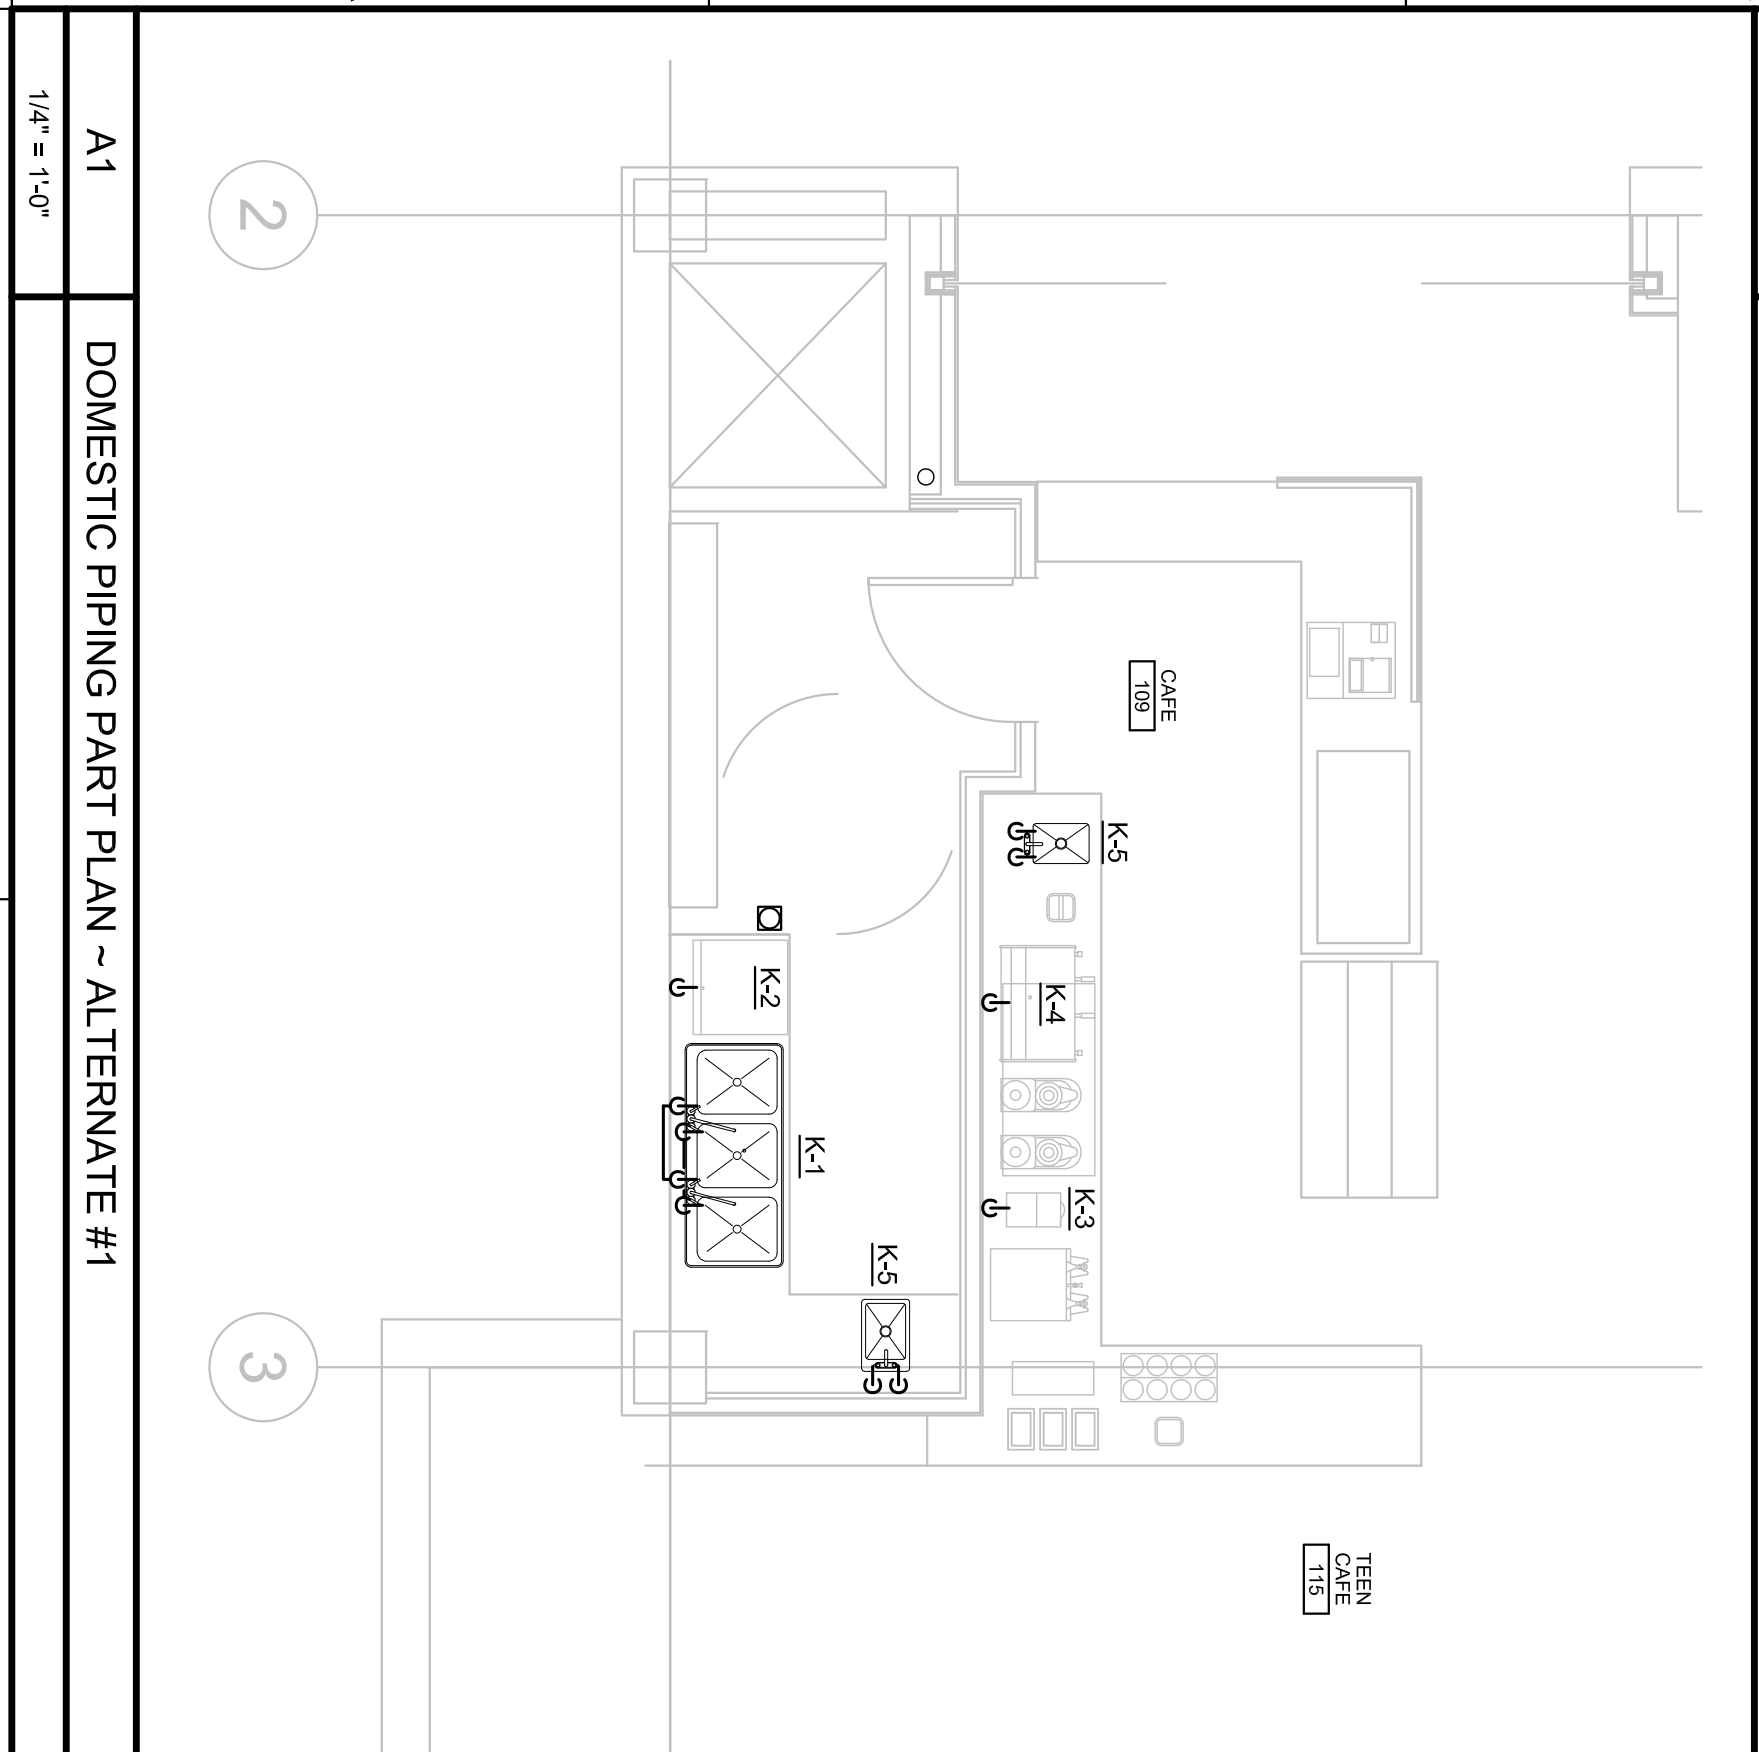 2
3
CAFE
109
TEEN
CAFE
115
K-5
K-4
K-3
K-2
K-1
K-5
A1
DOMESTIC PIPING PART PLAN ~ ALTERNATE #1
1/4" = 1'-0"